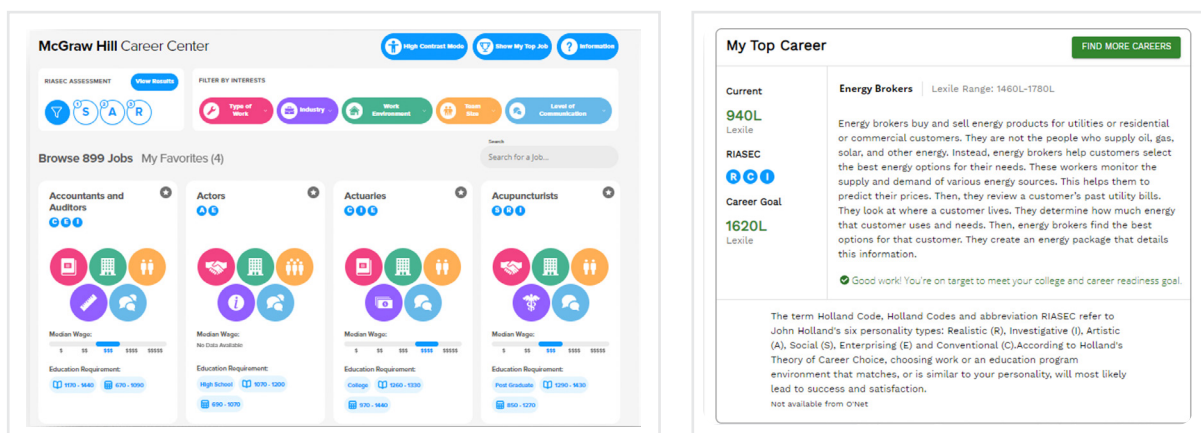 McGraw Hill Career Center
High Contrast Mode
Show My Top Job
? Information
RIASEC ASSESSMENT
View Results
FILTER BY INTERESTS
1 S 2 A 3 R
Type of
Work
Industry
Work
Environment
Team
Size
Level of
Communication
Browse 899 Jobs My Favorites (4)
Search
Search for a Job...
Accountants and
Auditors
C E I
Median Wage:
$ $$ $$$ $$$$ $$$$$
Education Requirement:
1170 - 1440 670 - 1090
Actors
A E
Median Wage:
No Data Available
Education Requirement:
High School 1070 - 1200
690 - 1070
Actuaries
C I E
Median Wage:
$ $$ $$$ $$$$ $$$$$
Education Requirement:
College 1260 - 1330
970 - 1440
Acupuncturists
S R I
Median Wage:
$ $$ $$$ $$$$ $$$$$
Education Requirement:
Post Graduate 1290 - 1430
850 - 1270
My Top Career
FIND MORE CAREERS
Current
940L
Lexile
RIASEC
R C I
Career Goal
1620L
Lexile
Energy Brokers Lexile Range: 1460L-1780L
Energy brokers buy and sell energy products for utilities or residential
or commercial customers. They are not the people who supply oil, gas,
solar, and other energy. Instead, energy brokers help customers select
the best energy options for their needs. These workers monitor the
supply and demand of various energy sources. This helps them to
predict their prices. Then, they review a customer's past utility bills.
They look at where a customer lives. They determine how much energy
that customer uses and needs. Then, energy brokers find the best
options for that customer. They create an energy package that details
this information.
Good work! You're on target to meet your college and career readiness goal.
The term Holland Code, Holland Codes and abbreviation RIASEC refer to
John Holland's six personality types: Realistic (R), Investigative (I), Artistic
(A), Social (S), Enterprising (E) and Conventional (C).According to Holland's
Theory of Career Choice, choosing work or an education program
environment that matches, or is similar to your personality, will most likely
lead to success and satisfaction.
Not available from O'Net